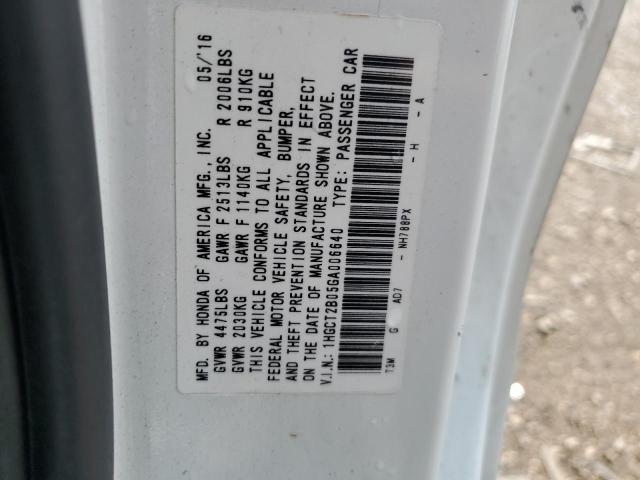 MFD. BY HONDA OF AMERICA MFG., INC. 05/'16
GVWR 4475LBS GAWR F 2513LBS R 2006LBS
GVWR 2030KG GAWR F 1140KG R 910KG
THIS VEHICLE CONFORMS TO ALL APPLICABLE
FEDERAL MOTOR VEHICLE SAFETY, BUMPER,
AND THEFT PREVENTION STANDARDS IN EFFECT
ON THE DATE OF MANUFACTURE SHOWN ABOVE.
V.I.N.: 1HGCT2B05GA006640 TYPE: PASSENGER CAR
T3M G AD7 - NH788PX - H - A